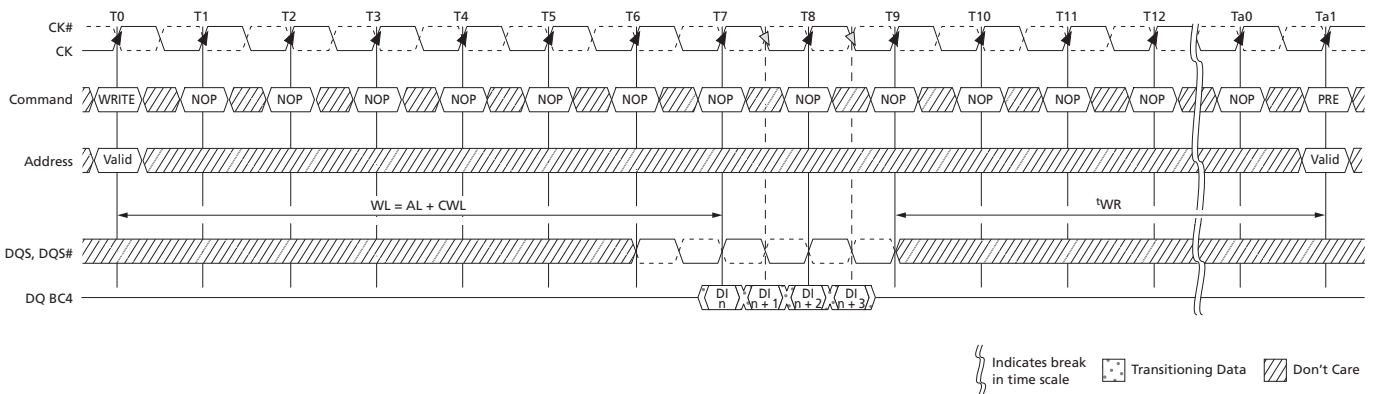 T0 T1 T2 T3 T4 T5 T6 T7 T8 T9 T10 T11 T12 Ta0 Ta1
CK#
CK
Command WRITE NOP NOP NOP NOP NOP NOP NOP NOP NOP NOP NOP NOP NOP PRE
Address Valid Valid
WL = AL + CWL tWR
DQS, DQS#
DQ BC4 DI n DI n + 1 DI n + 2 DI n + 3
Indicates break
in time scale
Transitioning Data
Don't Care